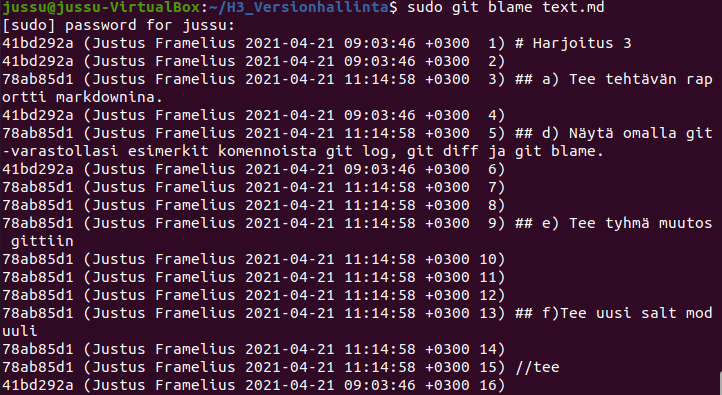 jussu@jussu-VirtualBox:~/H3_Versionhallinta$ sudo git blame text.md
[sudo] password for jussu:
41bd292a (Justus Framelius 2021-04-21 09:03:46 +0300  1) # Harjoitus 3
41bd292a (Justus Framelius 2021-04-21 09:03:46 +0300  2)
78ab85d1 (Justus Framelius 2021-04-21 11:14:58 +0300  3) ## a) Tee tehtävän rap
ortti markdownina.
41bd292a (Justus Framelius 2021-04-21 09:03:46 +0300  4)
78ab85d1 (Justus Framelius 2021-04-21 11:14:58 +0300  5) ## d) Näytä omalla git
-varastollasi esimerkit komennoista git log, git diff ja git blame.
41bd292a (Justus Framelius 2021-04-21 09:03:46 +0300  6)
78ab85d1 (Justus Framelius 2021-04-21 11:14:58 +0300  7)
78ab85d1 (Justus Framelius 2021-04-21 11:14:58 +0300  8)
78ab85d1 (Justus Framelius 2021-04-21 11:14:58 +0300  9) ## e) Tee tyhmä muutos
 gittiin
78ab85d1 (Justus Framelius 2021-04-21 11:14:58 +0300 10)
78ab85d1 (Justus Framelius 2021-04-21 11:14:58 +0300 11)
78ab85d1 (Justus Framelius 2021-04-21 11:14:58 +0300 12)
78ab85d1 (Justus Framelius 2021-04-21 11:14:58 +0300 13) ## f)Tee uusi salt mod
uuli
78ab85d1 (Justus Framelius 2021-04-21 11:14:58 +0300 14)
78ab85d1 (Justus Framelius 2021-04-21 11:14:58 +0300 15) //tee
41bd292a (Justus Framelius 2021-04-21 09:03:46 +0300 16)